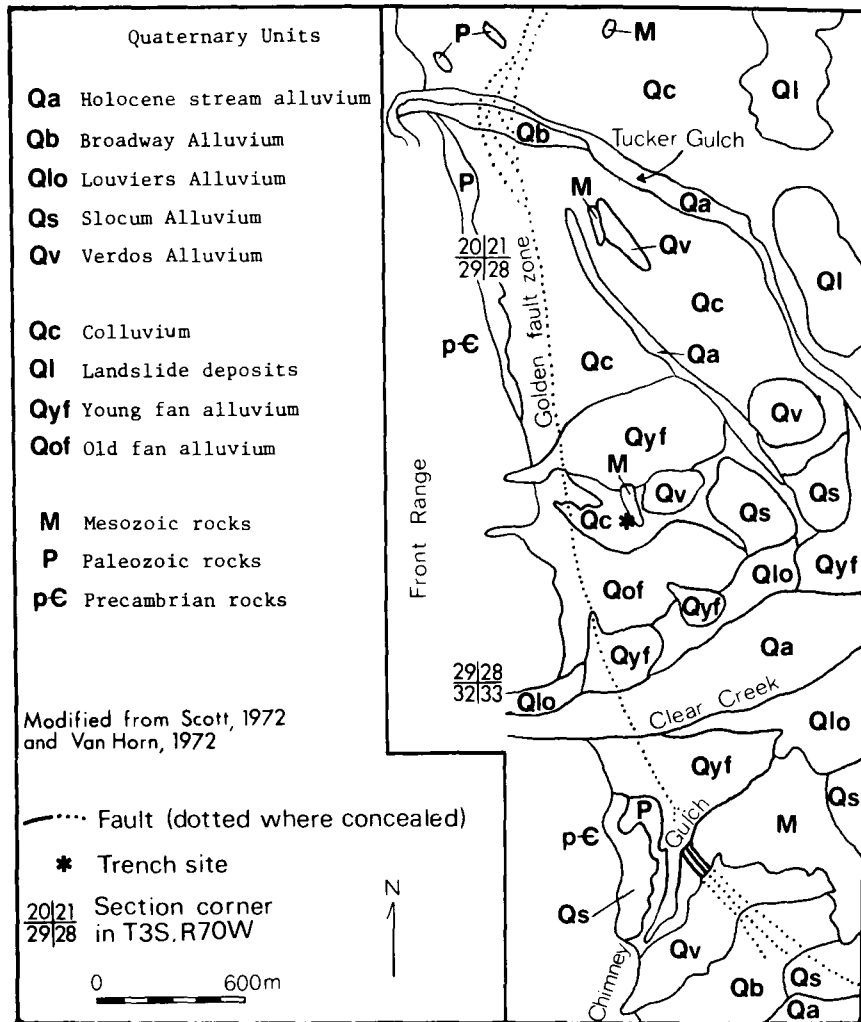 Quaternary Units
Qa Holocene stream alluvium
Qb Broadway Alluvium
Qlo Louviers Alluvium
Qs Slocum Alluvium
Qv Verdos Alluvium
Qc Colluvium
Ql Landslide deposits
Qyf Young fan alluvium
Qof Old fan alluvium
M Mesozoic rocks
P Paleozoic rocks
p€ Precambrian rocks
Modified from Scott, 1972
and Van Horn, 1972
Fault (dotted where concealed)
* Trench site
20|21 Section corner
29|28 in T3S.R70W
0 600m
N
P
M
Qc
Ql
Qb
Tucker Gulch
P
M
Qa
20|21
29|28
Qv
Golden fault zone
Qc
Ql
p€
Qa
Qc
Qv
Qyf
Front Range
M
Qv
Qs
Qc *
Qs
Qof
Qlo
Qyf
Qyf
Qa
29|28
32|33
Qyf
Qlo
Clear Creek
Qlo
Qyf
Qs
P
M
p€
Gulch
Qs
Qv
Chimney
Qb
Qs
Qa